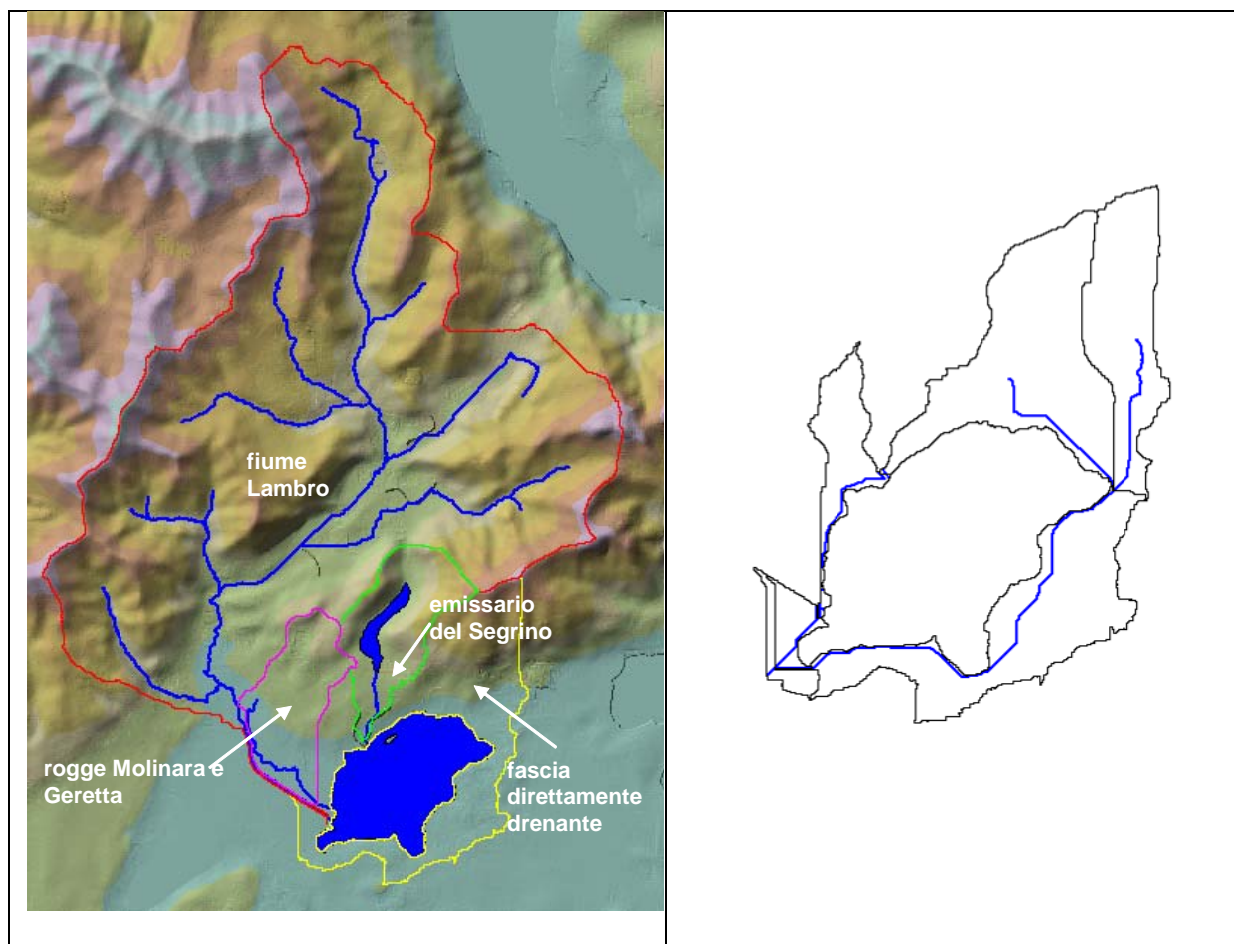 fiume
Lambro
emissario
del Segrino
rogge Molinara e
Geretta
fascia
direttamente
drenante